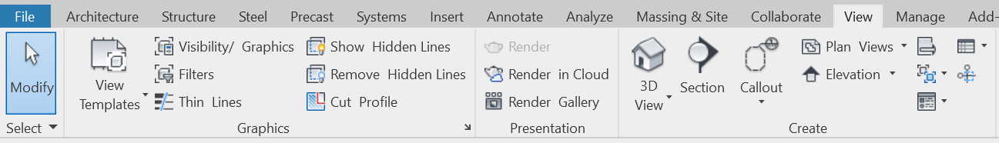 File Architecture Structure Steel Precast Systems Insert Annotate Analyze Massing & Site Collaborate View Manage Add-
Modify
View Templates
Visibility/ Graphics
Filters
Thin Lines
Show Hidden Lines
Remove Hidden Lines
Cut Profile
Render
Render in Cloud
Render Gallery
3D View
Section
Callout
Plan Views
Elevation
Select
Graphics
Presentation
Create